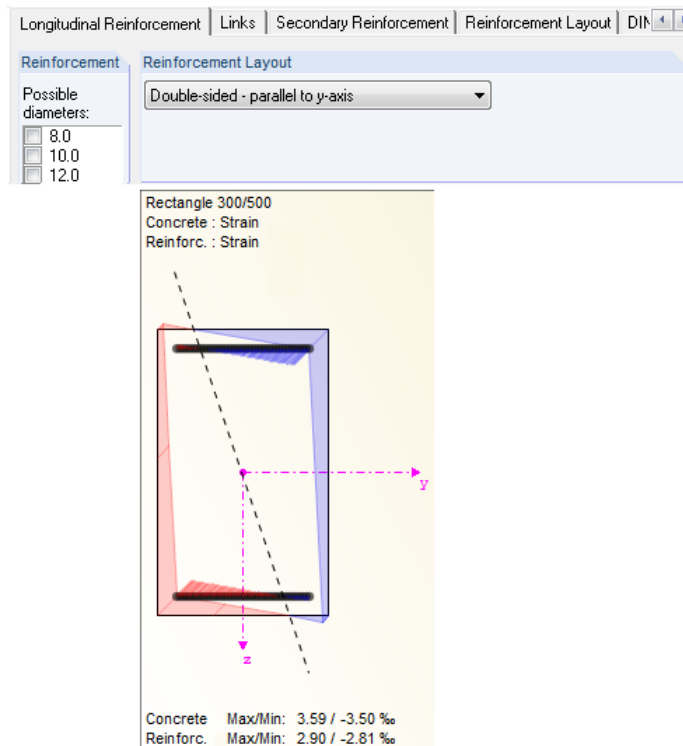 Longitudinal Reinforcement Links Secondary Reinforcement Reinforcement Layout
Reinforcement Reinforcement Layout
Possible
diameters:
Double-sided - parallel to y-axis
8.0
10.0
12.0
Rectangle 300/500
Concrete : Strain
Reinforc. : Strain
y
z
Concrete Max/Min: 3.59 / -3.50 ‰
Reinforc. Max/Min: 2.90 / -2.81 ‰